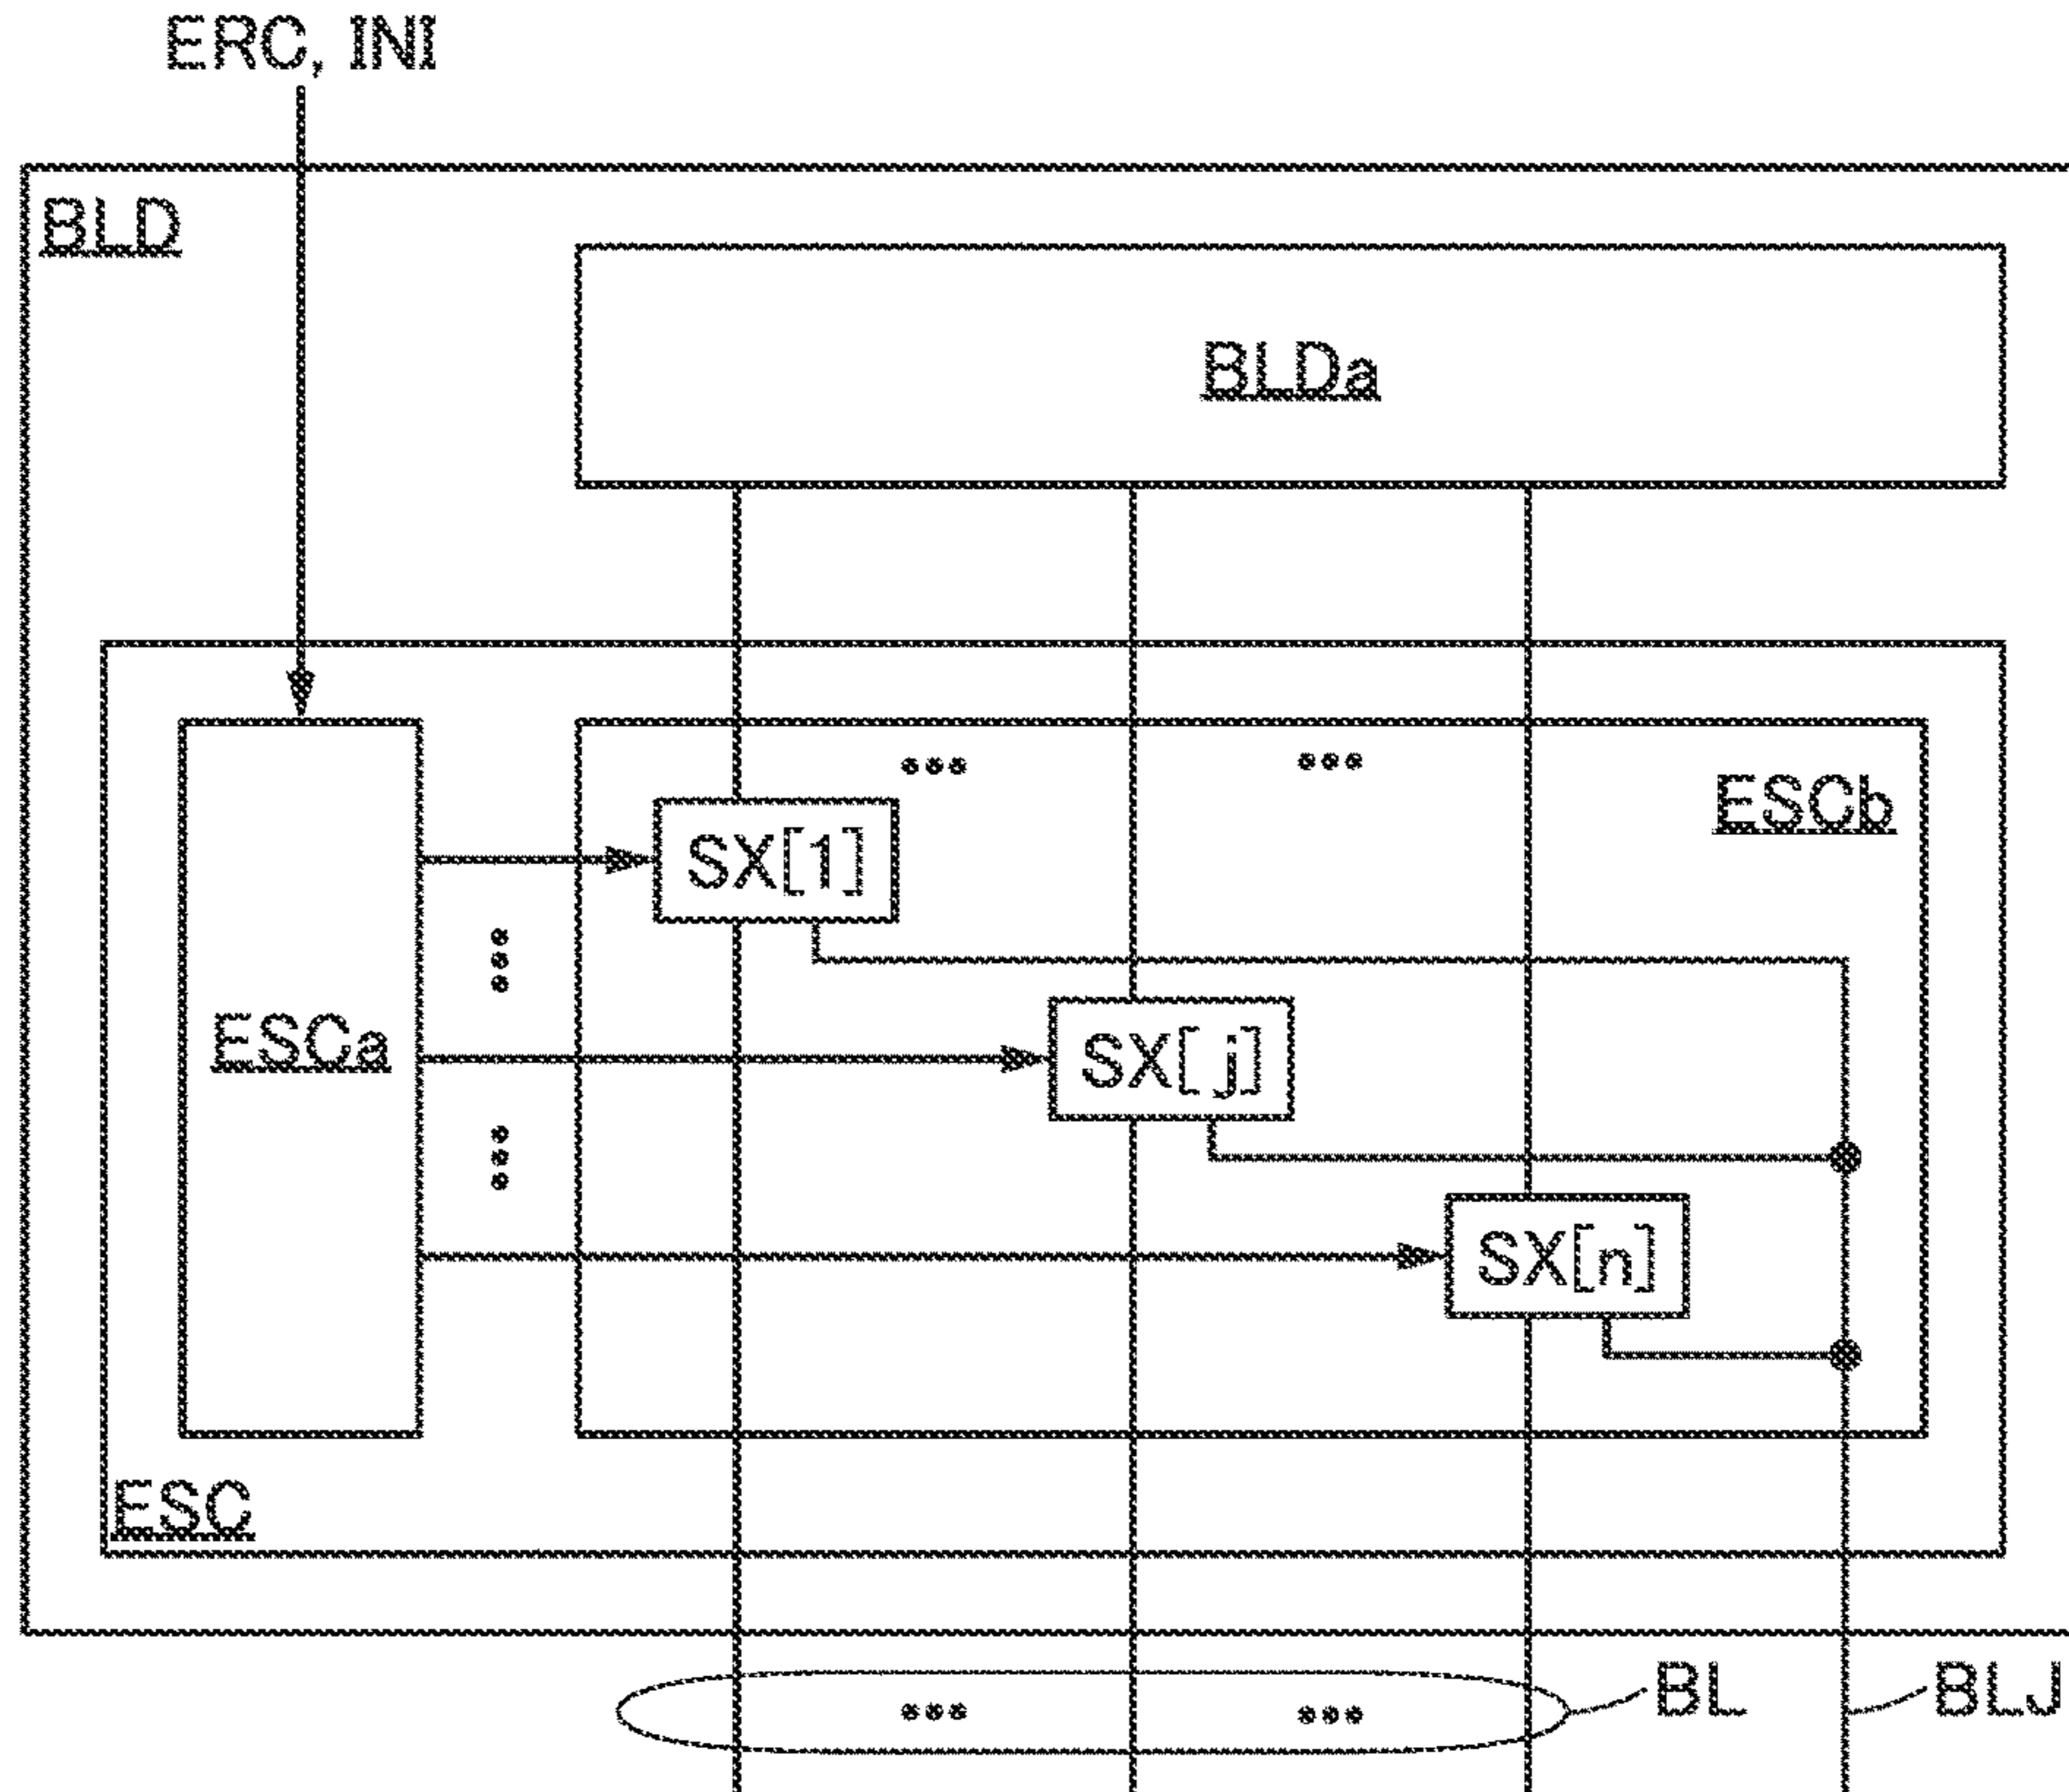 ERC, INI
BLD
BLDa
ESCb
SX[1]
ESCa
SX[j]
SX[n]
ESC
BL
BLJ